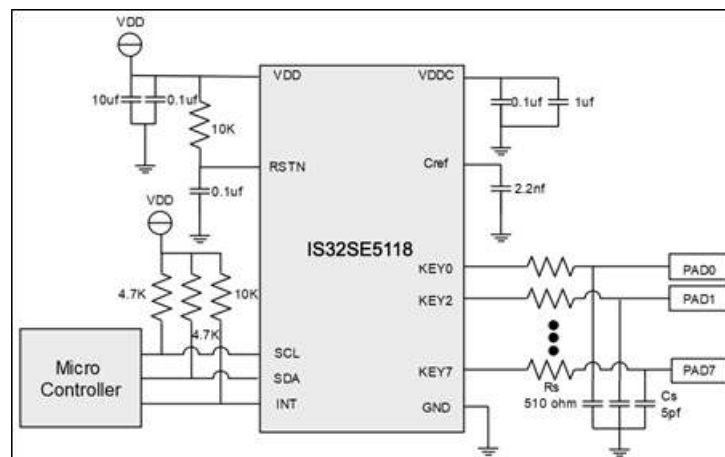 VDD
VDD
VDDC
10uf
0.1uf
0.1uf
1uf
10K
RSTN
Cref
0.1uf
2.2nf
VDD
IS32SE5118
KEY0
PAD0
4.7K
10K
KEY2
PAD1
4.7K
Micro
Controller
SCL
SDA
INT
KEY7
PAD7
Rs
510 ohm
Cs
5pf
GND